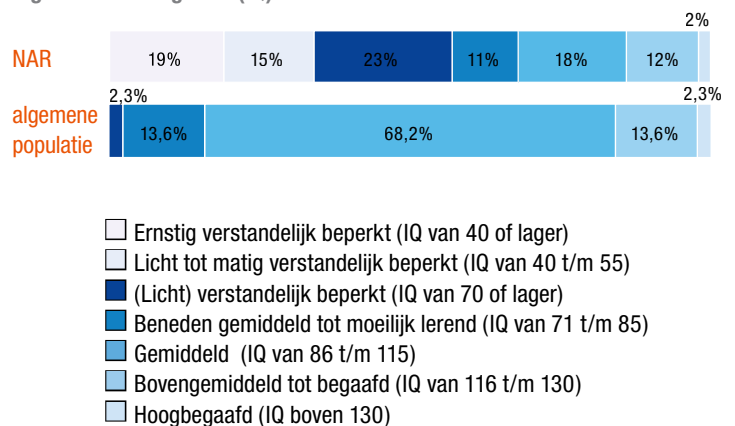 2%
NAR 19% 15% 23% 11% 18% 12%
2,3% 2,3%
algemene
populatie
13,6% 68,2% 13,6%
Ernstig verstandelijk beperkt (IQ van 40 of lager)
Licht tot matig verstandelijk beperkt (IQ van 40 t/m 55)
(Licht) verstandelijk beperkt (IQ van 70 of lager)
Beneden gemiddeld tot moeilijk lerend (IQ van 71 t/m 85)
Gemiddeld (IQ van 86 t/m 115)
Bovengemiddeld tot begaafd (IQ van 116 t/m 130)
Hoogbegaafd (IQ boven 130)